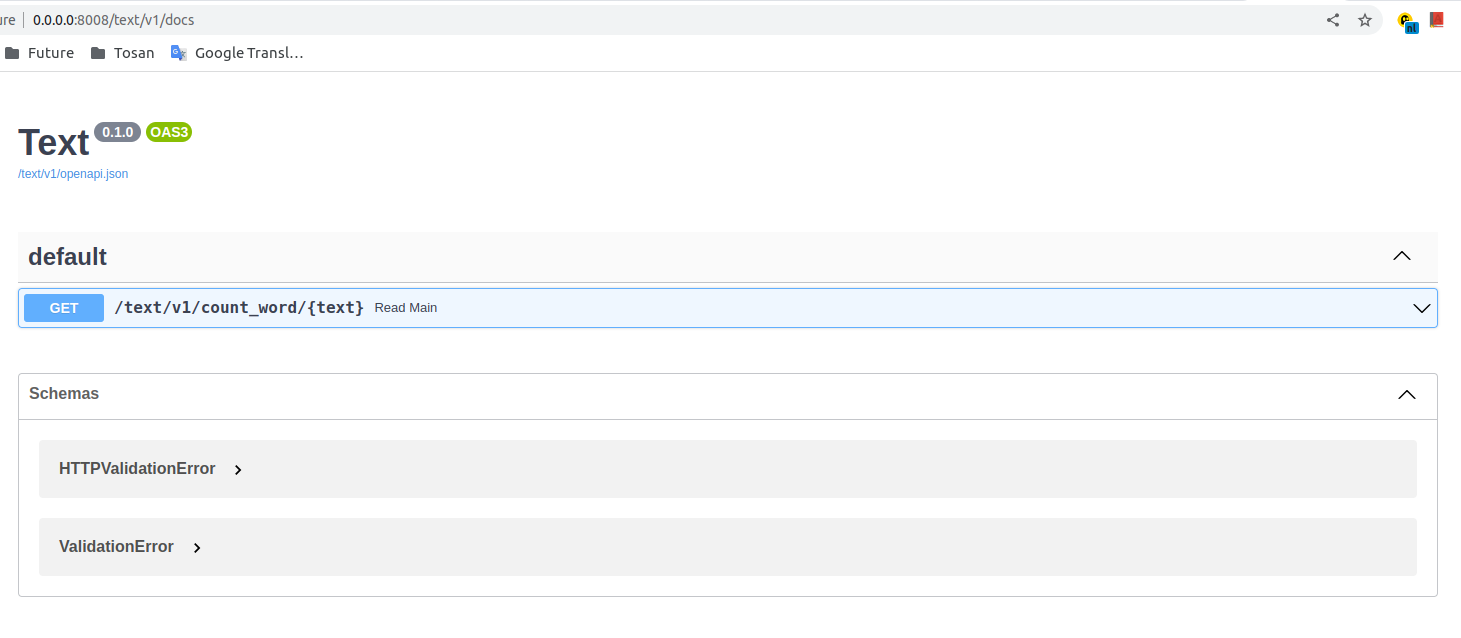 ure 0.0.0.0:8008/text/v1/docs
Future Tosan Google Transl...
Text 0.1.0 OAS3
/text/v1/openapi.json
default
GET /text/v1/count_word/{text} Read Main
Schemas
HTTPValidationError
ValidationError